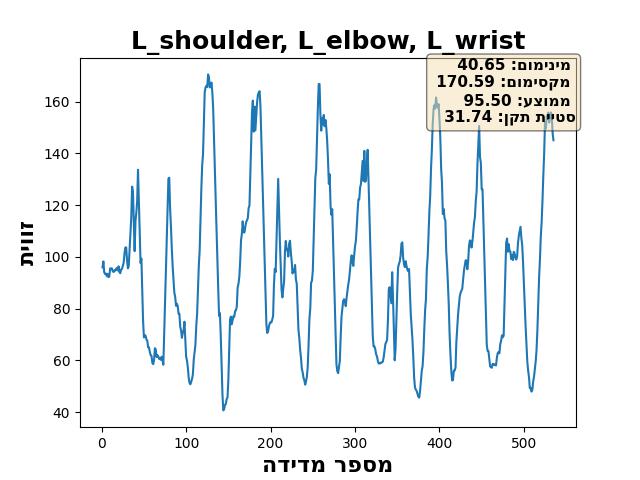 L_shoulder, L_elbow, L_wrist
מינימום: 40.65
מקסימום: 170.59
ממוצע: 95.50
סטיית תקן: 31.74
זווית
160
140
120
100
80
60
40
0 100 200 300 400 500
מספר מדידה